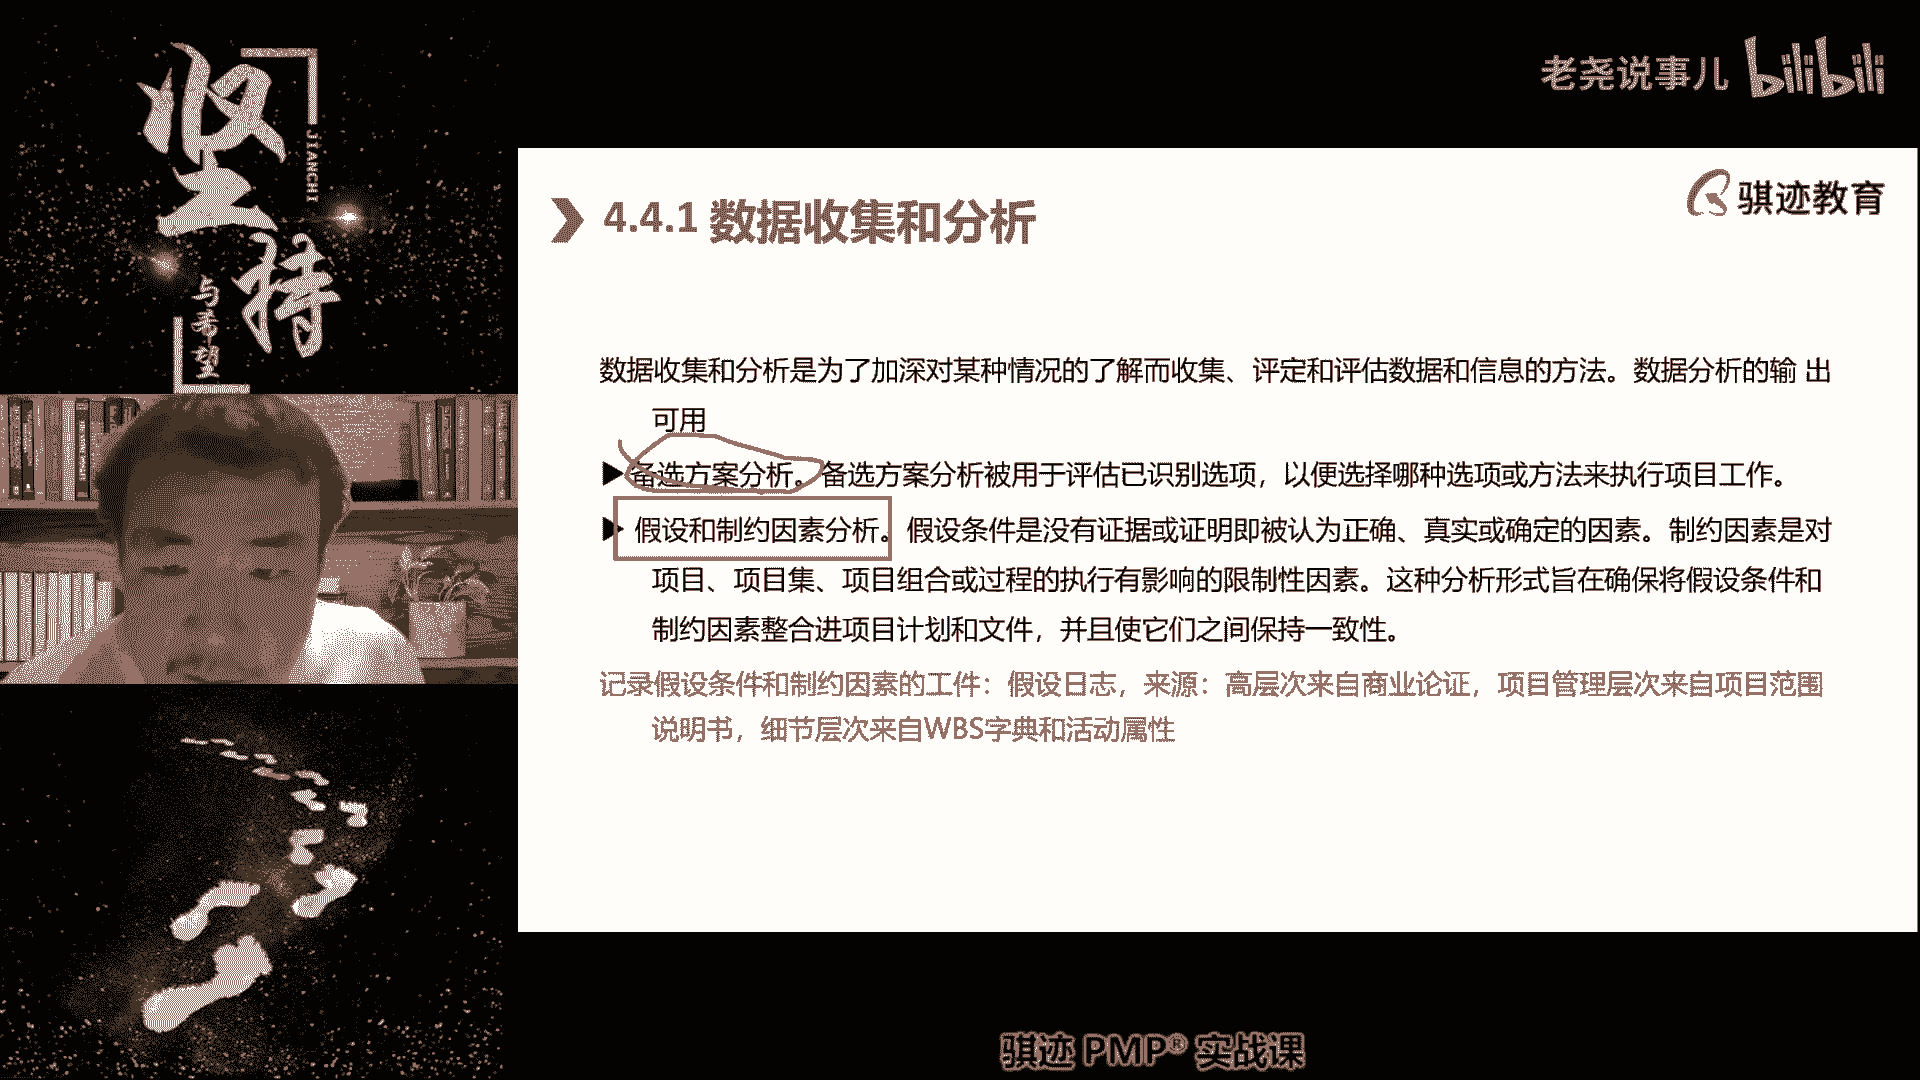 坚持
JIANCHI
与希望
老尧说事儿 bilibili
骐迹教育
4.4.1 数据收集和分析
数据收集和分析是为了加深对某种情况的了解而收集、评定和评估数据和信息的方法。数据分析的输 出
可用
▶备选方案分析。备选方案分析被用于评估已识别选项，以便选择哪种选项或方法来执行项目工作。
▶ 假设和制约因素分析。假设条件是没有证据或证明即被认为正确、真实或确定的因素。制约因素是对
项目、项目集、项目组合或过程的执行有影响的限制性因素。这种分析形式旨在确保将假设条件和
制约因素整合进项目计划和文件，并且使它们之间保持一致性。
记录假设条件和制约因素的工件：假设日志，来源：高层次来自商业论证，项目管理层次来自项目范围
说明书，细节层次来自WBS字典和活动属性
骐迹 PMP® 实战课